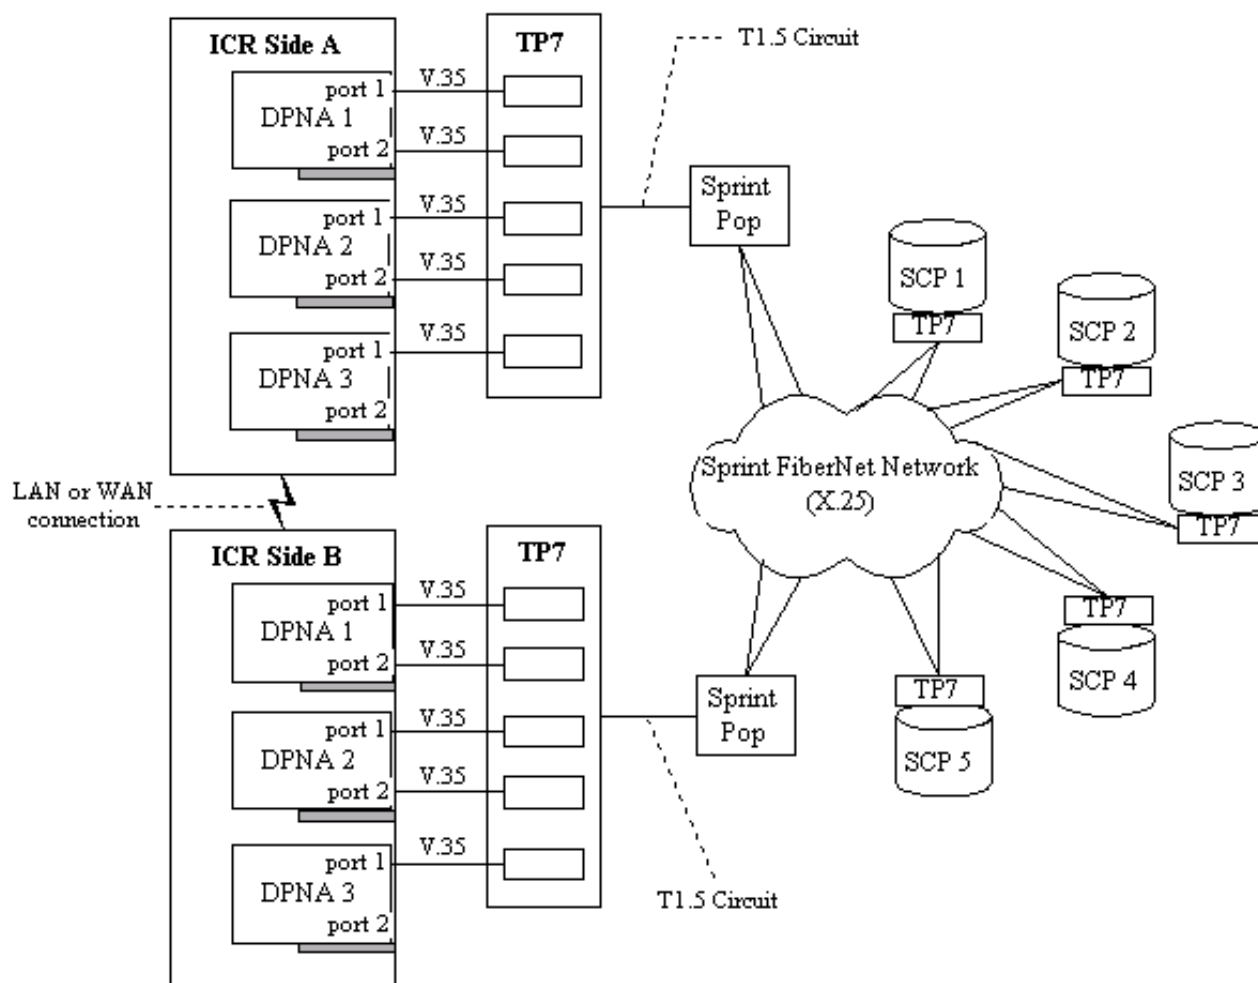 ICR Side A
port 1
DPNA 1
port 2
port 1
DPNA 2
port 2
port 1
DPNA 3
port 2
V.35
V.35
V.35
V.35
V.35
TP7
T1.5 Circuit
Sprint
Pop
SCP 1
TP7
SCP 2
TP7
SCP 3
TP7
TP7
SCP 4
TP7
SCP 5
Sprint FiberNet Network
(X.25)
LAN or WAN
connection
ICR Side B
port 1
DPNA 1
port 2
port 1
DPNA 2
port 2
port 1
DPNA 3
port 2
V.35
V.35
V.35
V.35
V.35
TP7
Sprint
Pop
T1.5 Circuit